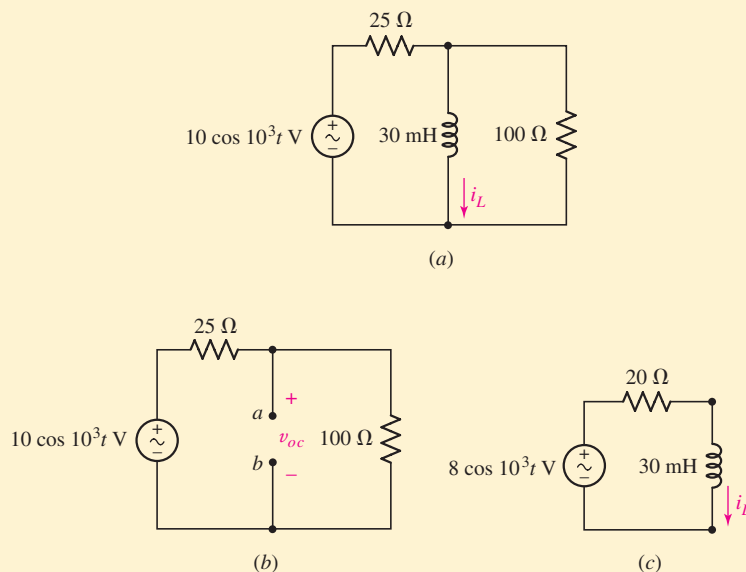 25 Ω
10 cos 10³t V
+
−
30 mH
100 Ω
i_L
(a)
25 Ω
10 cos 10³t V
+
−
a
+
v_oc
b
−
100 Ω
(b)
20 Ω
8 cos 10³t V
+
−
30 mH
i_L
(c)